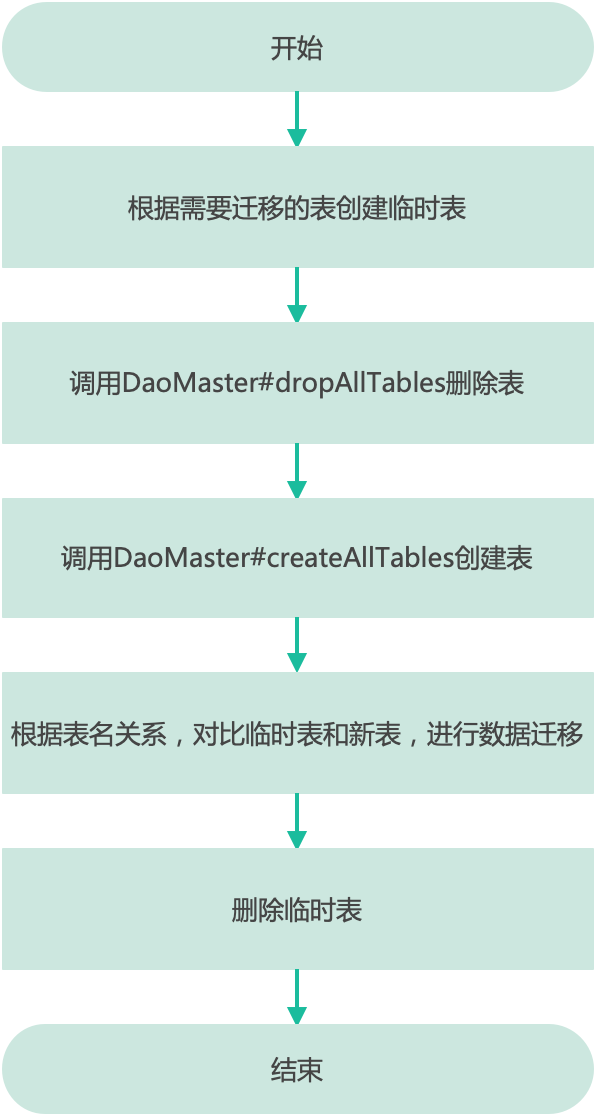 开始
根据需要迁移的表创建临时表
调用DaoMaster#dropAllTables删除表
调用DaoMaster#createAllTables创建表
根据表名关系，对比临时表和新表，进行数据迁移
删除临时表
结束